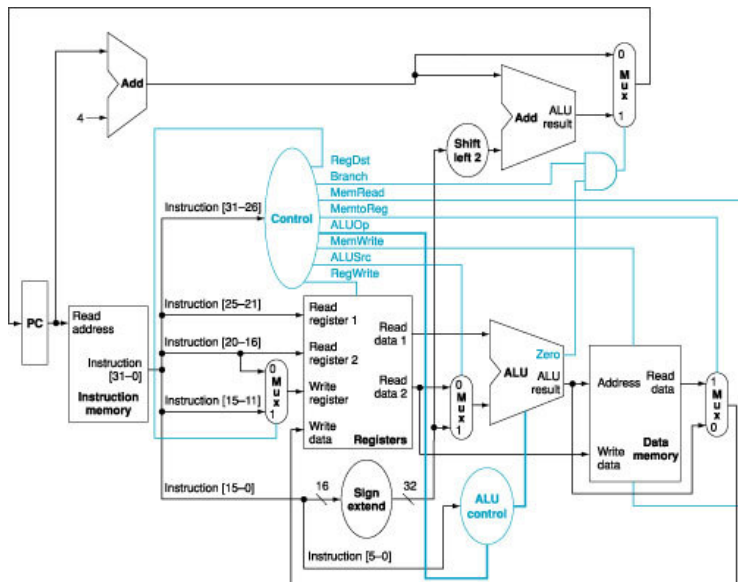 0
M
u
x
1
Add
4
Add
ALU
result
Shift
left 2
RegDst
Branch
MemRead
MemtoReg
ALUOp
MemWrite
ALUSrc
RegWrite
Control
Instruction [31–26]
PC
Read
address
Instruction
[31–0]
Instruction
memory
Instruction [25–21]
Instruction [20–16]
Instruction [15–11]
0
M
u
x
1
Read
register 1
Read
register 2
Write
register
Write
data
Read
data 1
Read
data 2
Registers
0
M
u
x
1
Zero
ALU
ALU
result
Address
Read
data
Write
data
Data
memory
1
M
u
x
0
Instruction [15–0]
16
Sign
extend
32
ALU
control
Instruction [5–0]